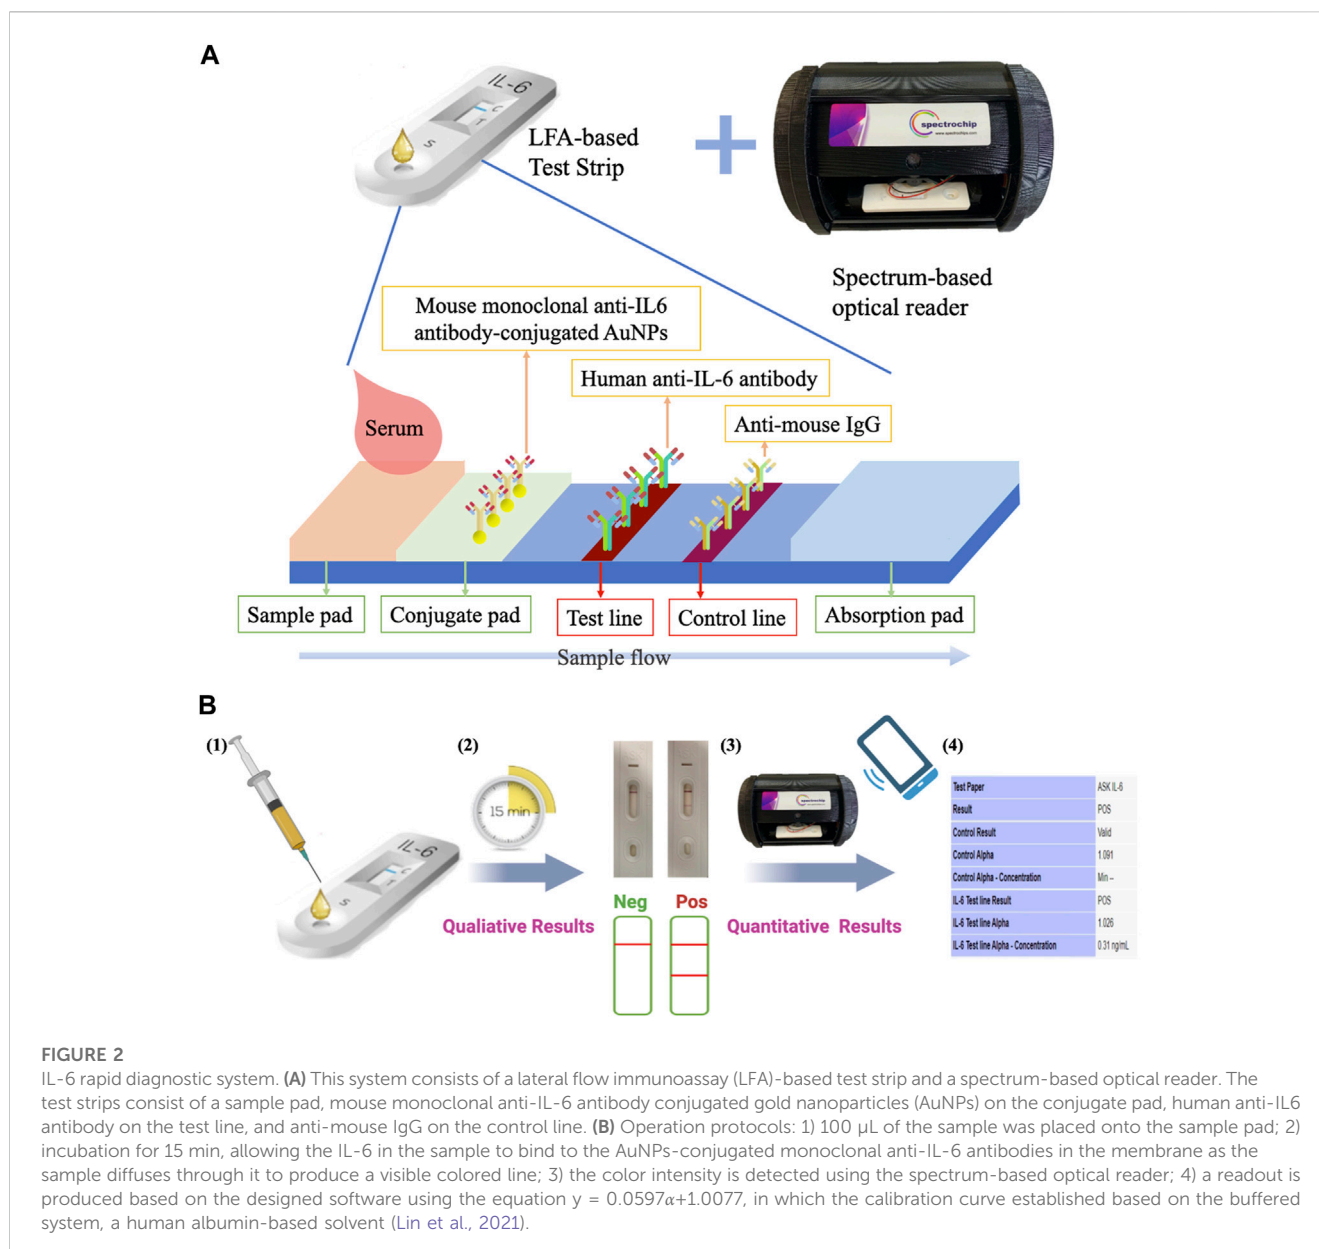 A
IL-6
C
T
S
LFA-based
Test Strip
spectrochip
www.spectrochips.com
Spectrum-based
optical reader
Mouse monoclonal anti-IL6
antibody-conjugated AuNPs
Human anti-IL-6 antibody
Anti-mouse IgG
Serum
Sample pad
Conjugate pad
Test line
Control line
Absorption pad
Sample flow
B
(1)
(2)
(3)
(4)
IL-6
C
T
S
15 min
Qualiative Results
Neg
Pos
spectrochip
Quantitative Results
Test Paper ASK IL-6
Result POS
Control Result Valid
Control Alpha 1.091
Control Alpha - Concentration Min --
IL-6 Test line Result POS
IL-6 Test line Alpha 1.026
IL-6 Test line Alpha - Concentration 0.31 ng/mL
FIGURE 2
IL-6 rapid diagnostic system. (A) This system consists of a lateral flow immunoassay (LFA)-based test strip and a spectrum-based optical reader. The
test strips consist of a sample pad, mouse monoclonal anti-IL-6 antibody conjugated gold nanoparticles (AuNPs) on the conjugate pad, human anti-IL6
antibody on the test line, and anti-mouse IgG on the control line. (B) Operation protocols: 1) 100 μL of the sample was placed onto the sample pad; 2)
incubation for 15 min, allowing the IL-6 in the sample to bind to the AuNPs-conjugated monoclonal anti-IL-6 antibodies in the membrane as the
sample diffuses through it to produce a visible colored line; 3) the color intensity is detected using the spectrum-based optical reader; 4) a readout is
produced based on the designed software using the equation y = 0.0597α+1.0077, in which the calibration curve established based on the buffered
system, a human albumin-based solvent (Lin et al., 2021).